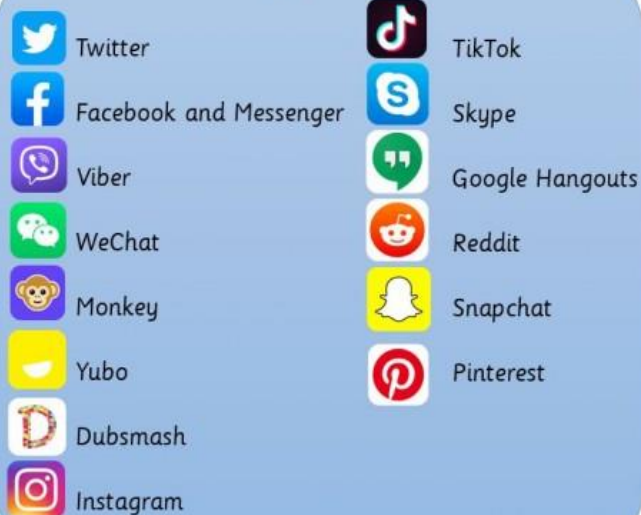 Twitter
Facebook and Messenger
Viber
WeChat
Monkey
Yubo
Dubsmash
Instagram
TikTok
Skype
Google Hangouts
Reddit
Snapchat
Pinterest